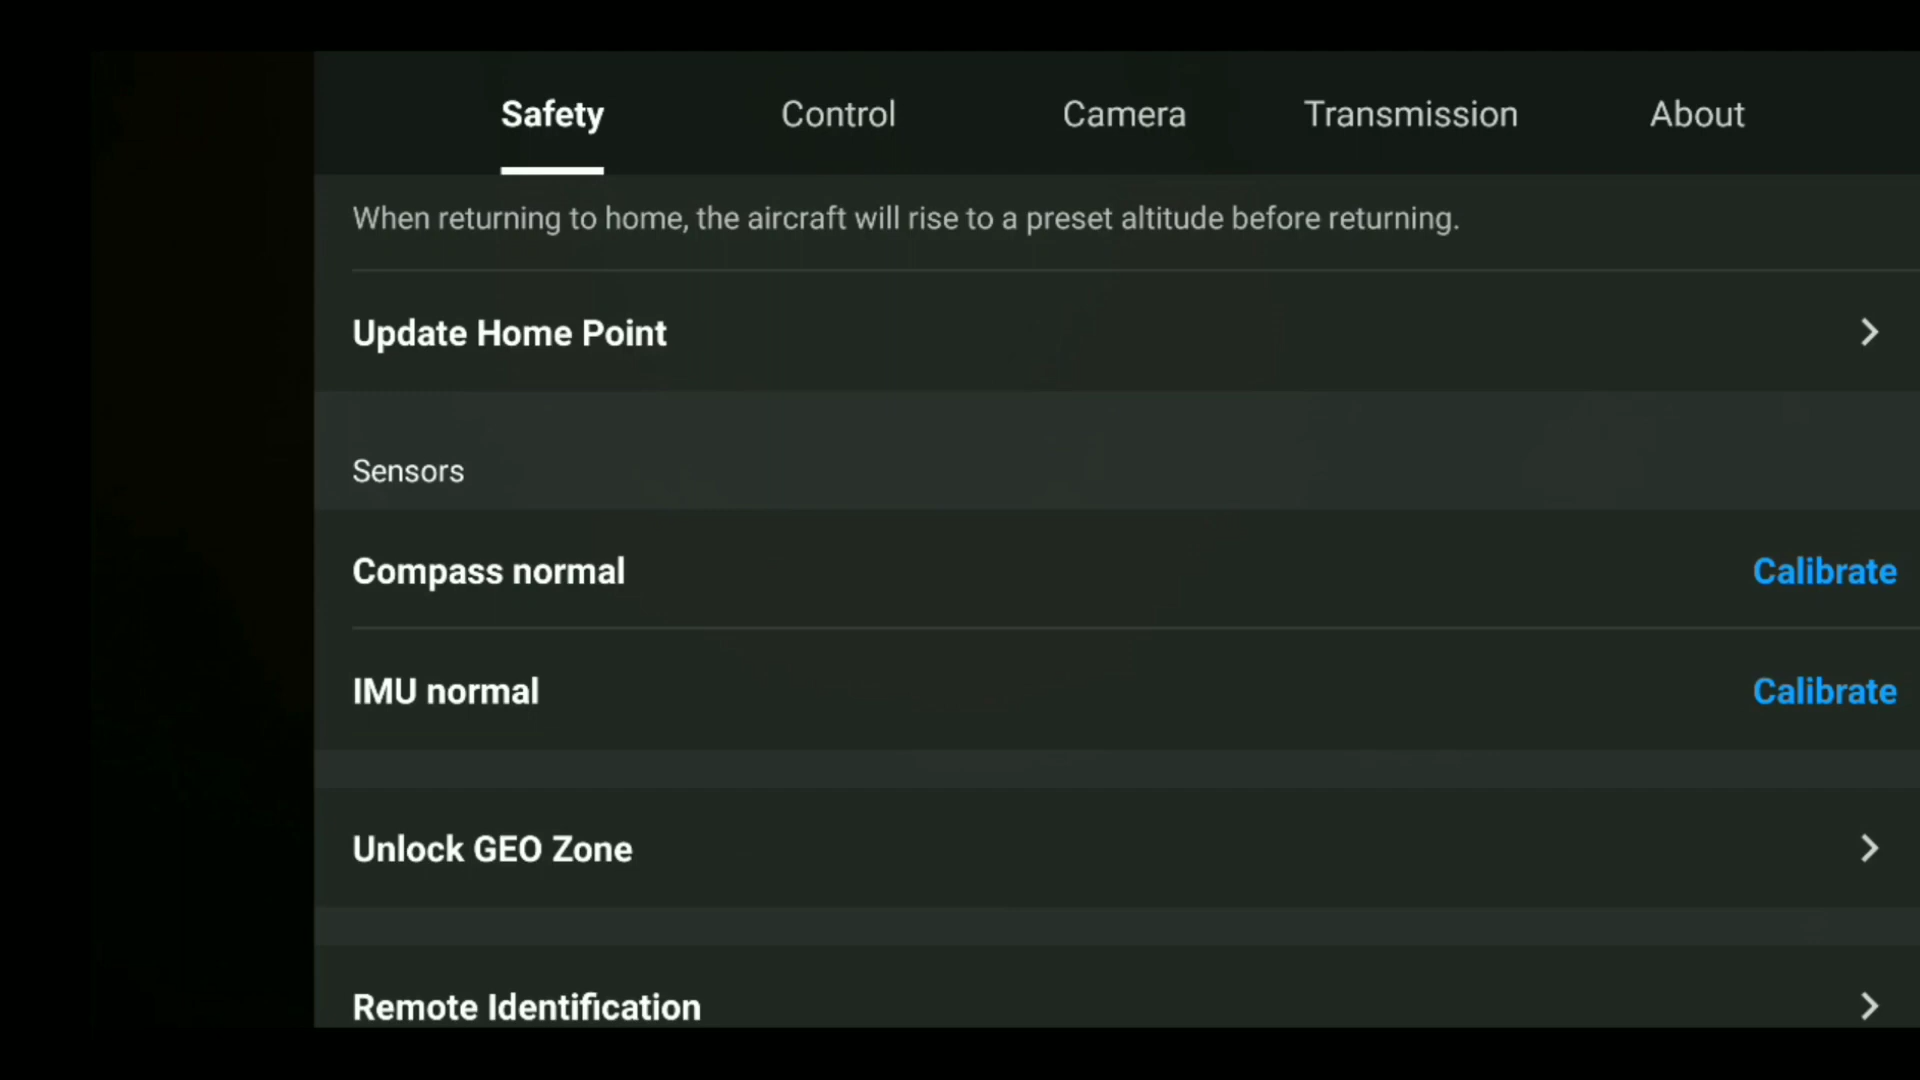 Safety Control Camera Transmission About
When returning to home, the aircraft will rise to a preset altitude before returning.
Update Home Point
Sensors
Compass normal Calibrate
IMU normal Calibrate
Unlock GEO Zone
Remote Identification